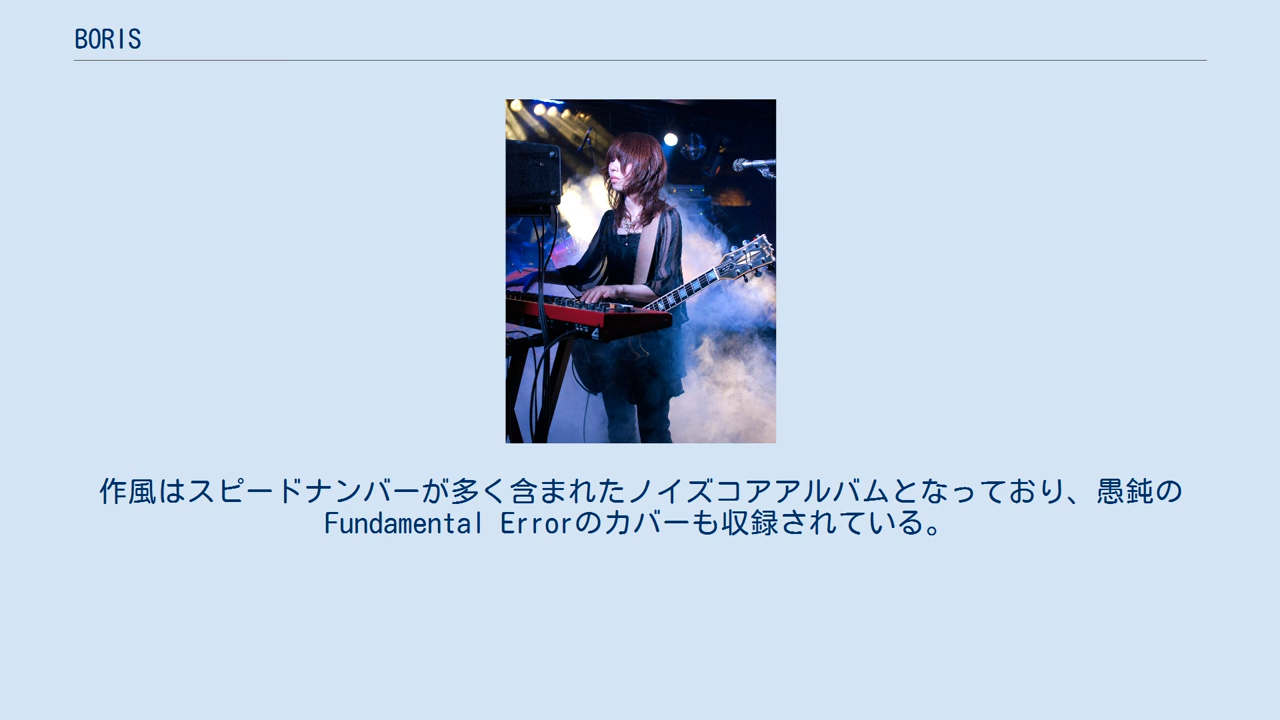 BORIS
作風はスピードナンバーが多く含まれたノイズコアアルバムとなっており、愚鈍の
Fundamental Errorのカバーも収録されている。